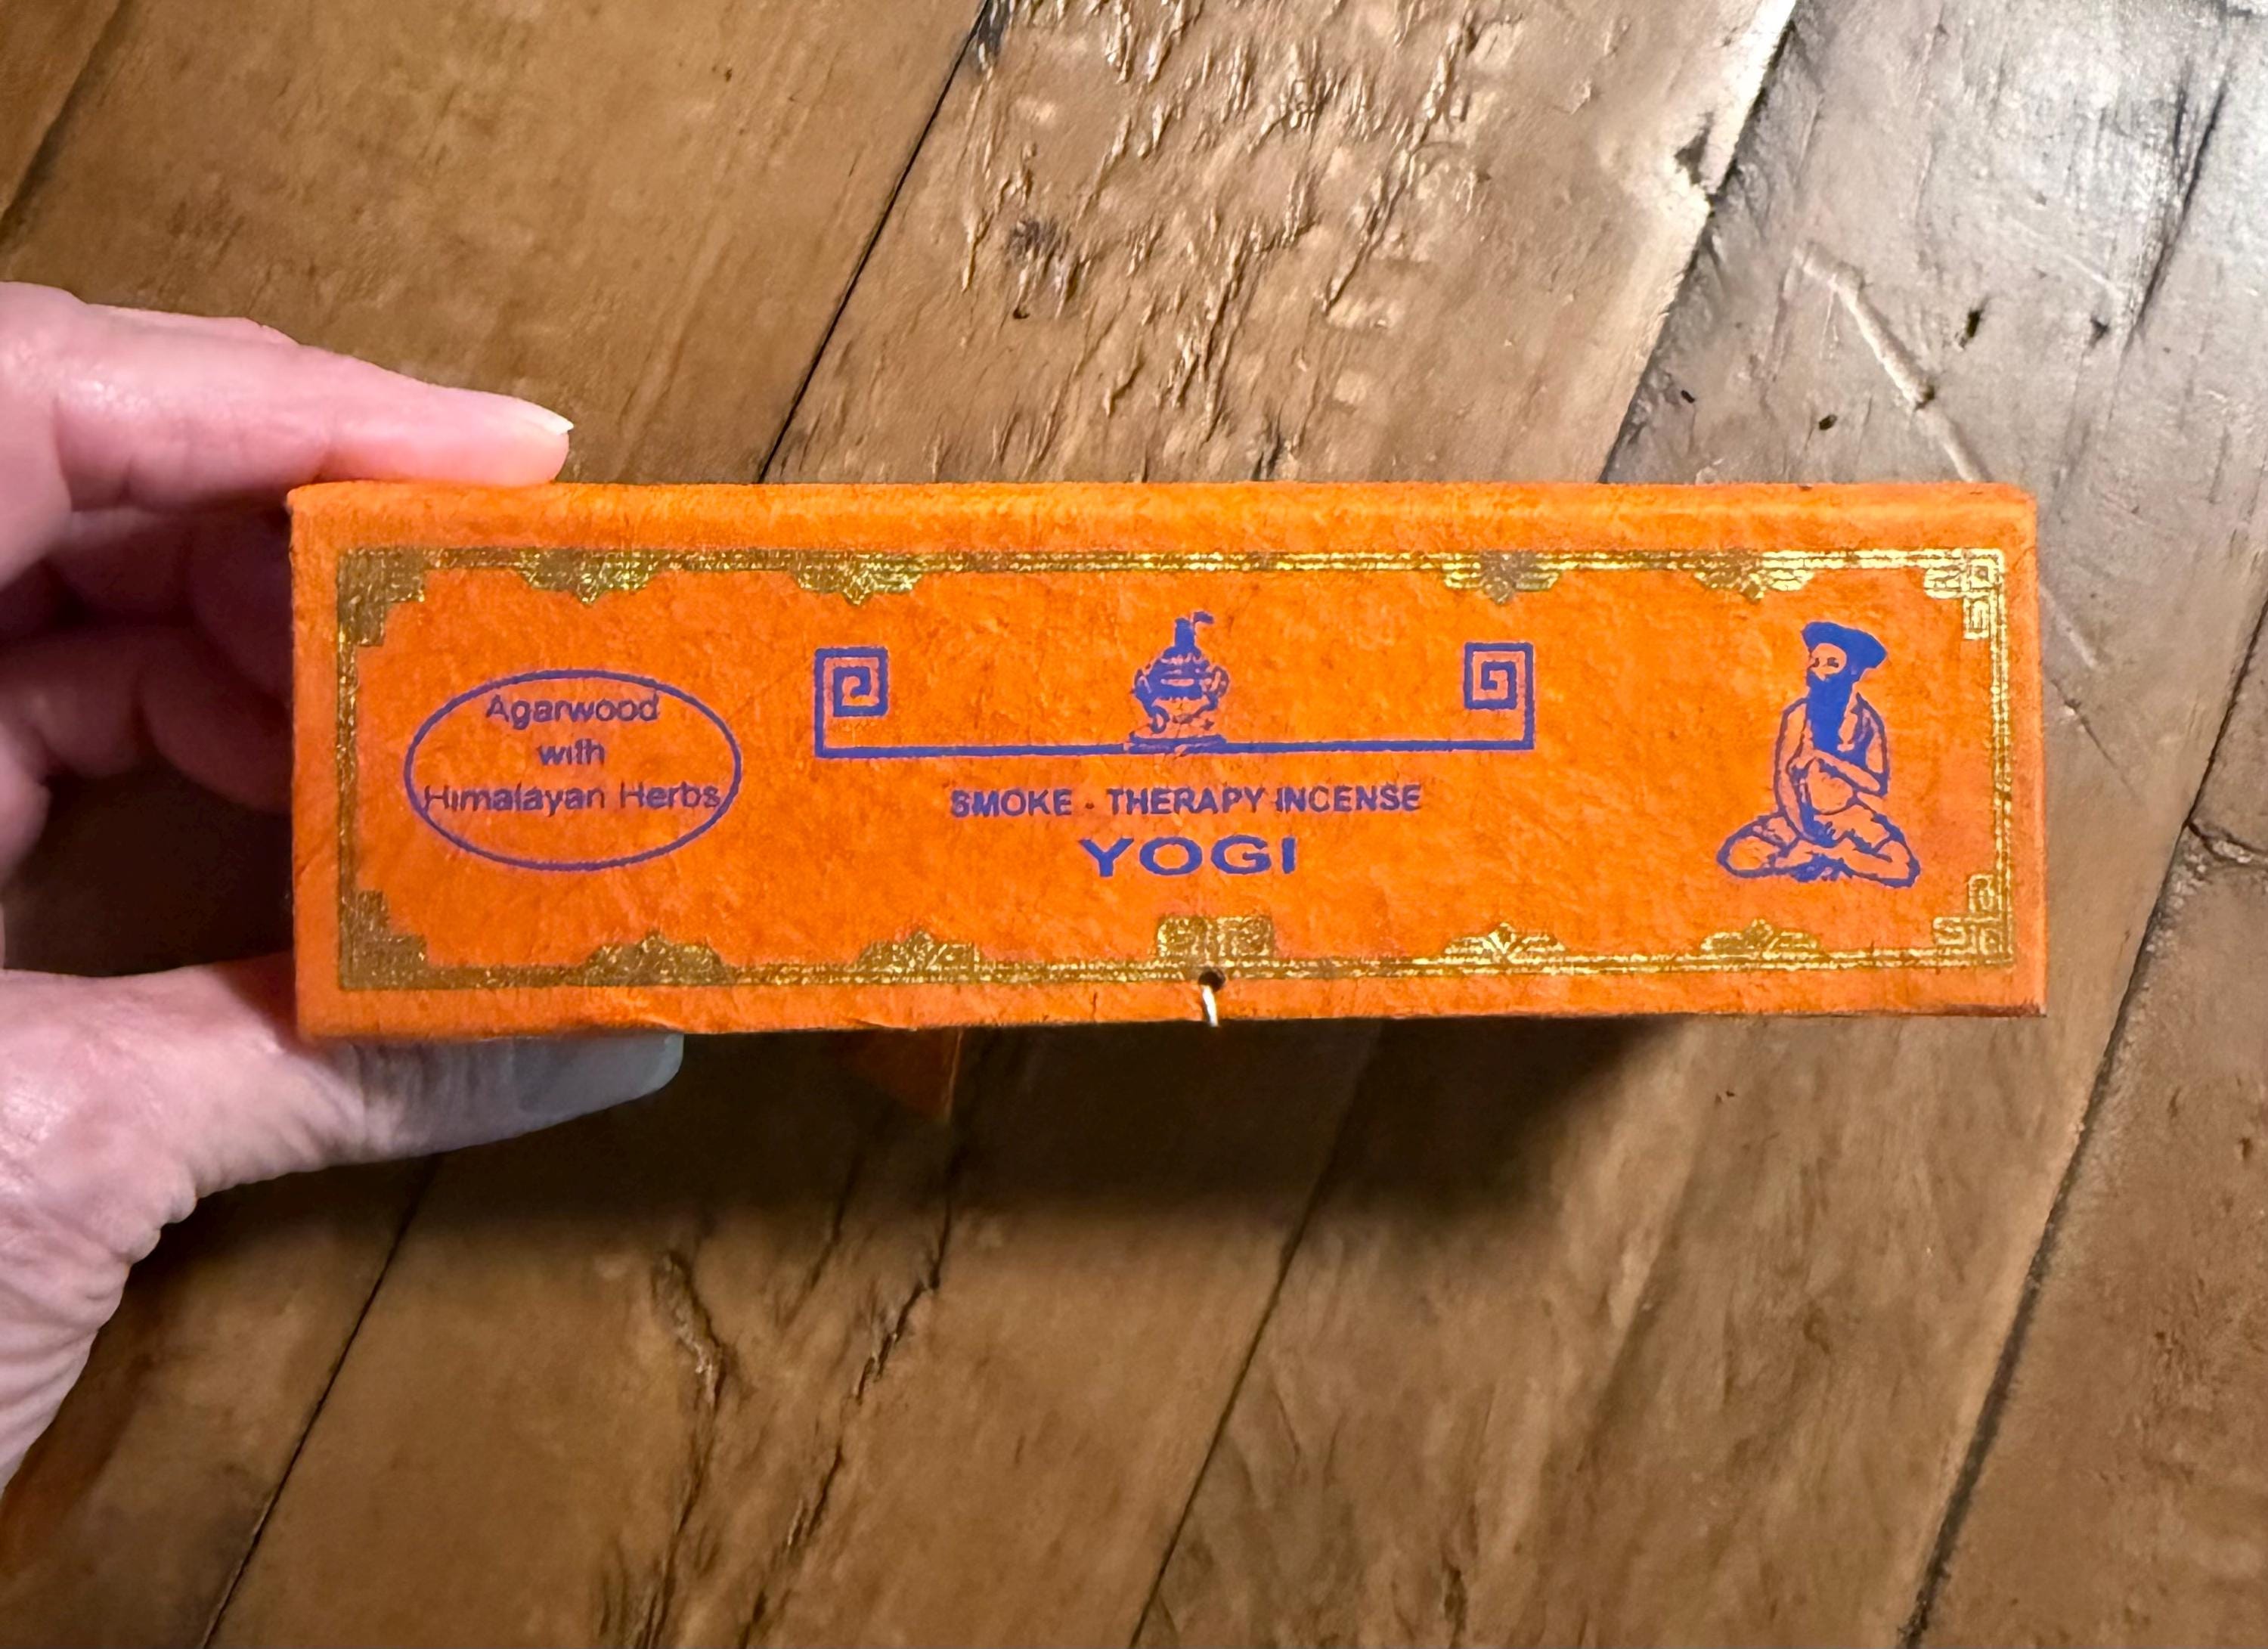 Agarwood
with
Himalayan Herbs
SMOKE - THERAPY INCENSE
YOGI